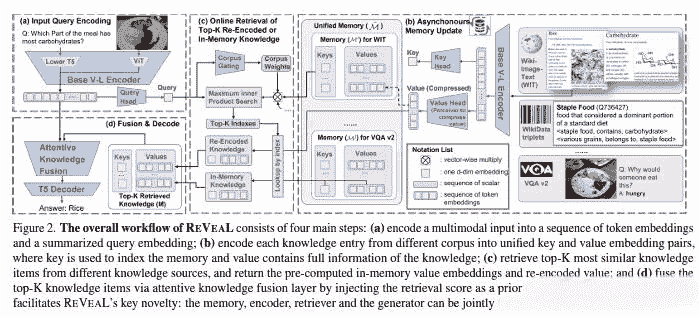 (a) Input Query Encoding
Q: Which Part of the meal has
most carbohydrates?
Lower T5
ViT
Base V-L Encoder
Query
Head
Query
(c) Online Retrieval of
Top-K Re-Encoded or
In-Memory Knowledge
Corpus
Gating
Corpus
Weights
Maximum Inner
Product Search
Top-K Indexes
Re-Encoded
Knowledge
In-Memory
Knowledge
Lookup by Index
(d) Fusion & Decode
Attentive
Knowledge
Fusion
T5 Decoder
Answer: Rice
Keys
Values
Top-K Retrieved
Knowledge (M)
Unified Memory
Memory
for WIT
Keys
Values
Memory
for VQA v2
Keys
Values
(b) Asynchonours
Memory Update
Key
Key
Head
Value (Compressed)
Value Head
(Perceiver to
compress value)
Base V-L Encoder
Notation List
vector-wise multiply
one d-dim embedding
sequence of scalar
sequence of token
embeddings
Wiki-
Image-Text
(WIT)
Carbohydrate
WikiData
triplets
Staple Food (Q736427)
food that considered a dominant portion
of a standard diet
<staple food, contains, carbohydrate>
<various grains, belongs to, staple food>
VQA
VQA v2
Q: Why would
someone eat
this?
A: hungry
Figure 2. The overall workflow of REVEAL consists of four main steps: (a) encode a multimodal input into a sequence of token embeddings
and a summarized query embedding; (b) encode each knowledge entry from different corpus into unified key and value embedding pairs,
where key is used to index the memory and value contains full information of the knowledge; (c) retrieve top-K most similar knowledge
items from different knowledge sources, and return the pre-computed in-memory value embeddings and re-encoded value; and (d) fuse the
top-K knowledge items via attentive knowledge fusion layer by injecting the retrieval score as a prior
facilitates REVEAL's key novelty: the memory, encoder, retriever and the generator can be jointly